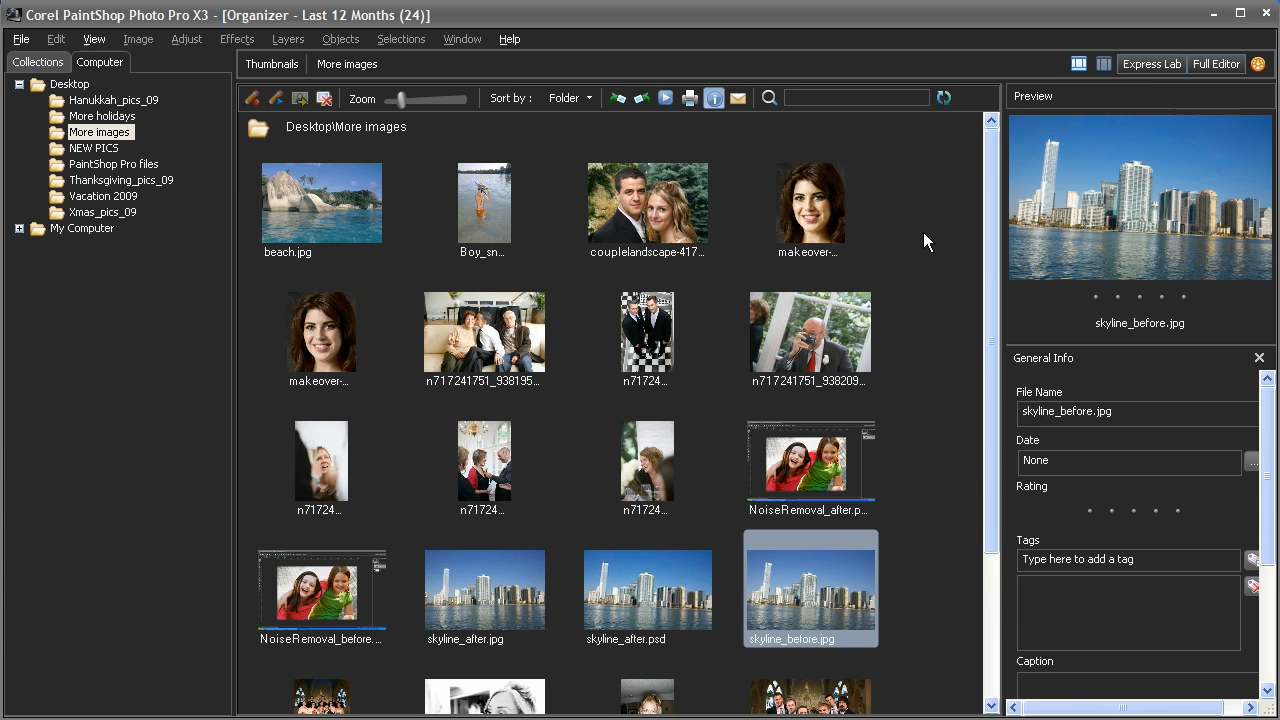 Corel PaintShop Photo Pro X3 - [Organizer - Last 12 Months (24)]
File Edit View Image Adjust Effects Layers Objects Selections Window Help
Collections Computer
Thumbnails More images
Express Lab Full Editor
Desktop
Hanukkah_pics_09
More holidays
More images
NEW PICS
PaintShop Pro files
Thanksgiving_pics_09
Vacation 2009
Xmas_pics_09
My Compute
Zoom Sort by : Folder
Desktop\More images
beach.jpg
Boy_sn...
couplelandscape-417...
makeover-...
makeover-...
n717241751_938195...
n71724...
n717241751_938209...
n71724...
n71724...
n71724...
NoiseRemoval_after.p...
NoiseRemoval_before....
skyline_after.jpg
skyline_after.psd
skyline_before.jpg
Preview
skyline_before.jpg
General Info
File Name
skyline_before.jpg
Date
None
...
Rating
Tags
Type here to add a tag
Caption